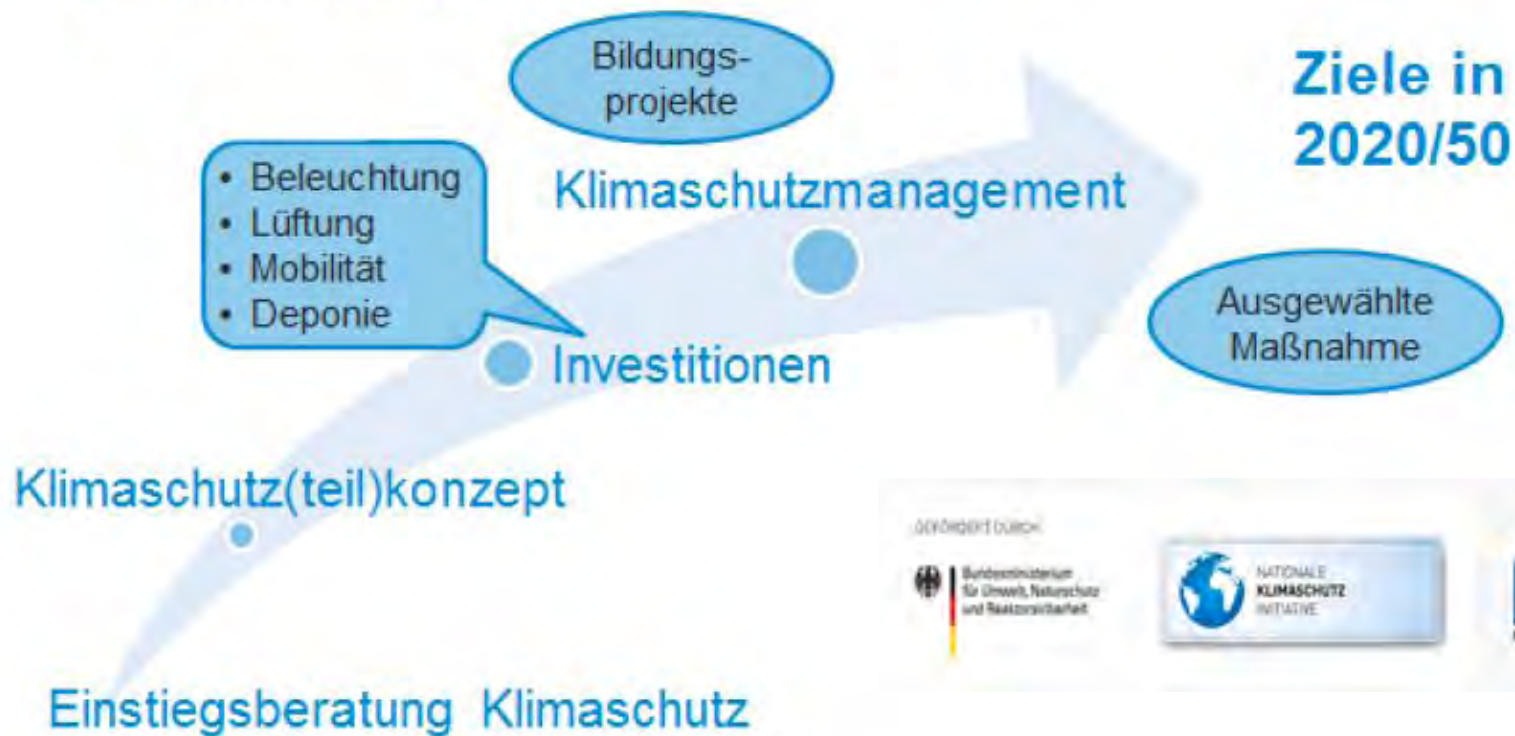 Bildungs-
projekte
Ziele in
2020/50
• Beleuchtung
• Lüftung
• Mobilität
• Deponie
Klimaschutzmanagement
Ausgewählte
Maßnahme
Investitionen
Klimaschutz(teil)konzept
GEFÖRDERT DURCH:
Bundesministerium
für Umwelt, Naturschutz
und Reaktorsicherheit
NATIONALE
KLIMASCHUTZ
INITIATIVE
Einstiegsberatung Klimaschutz